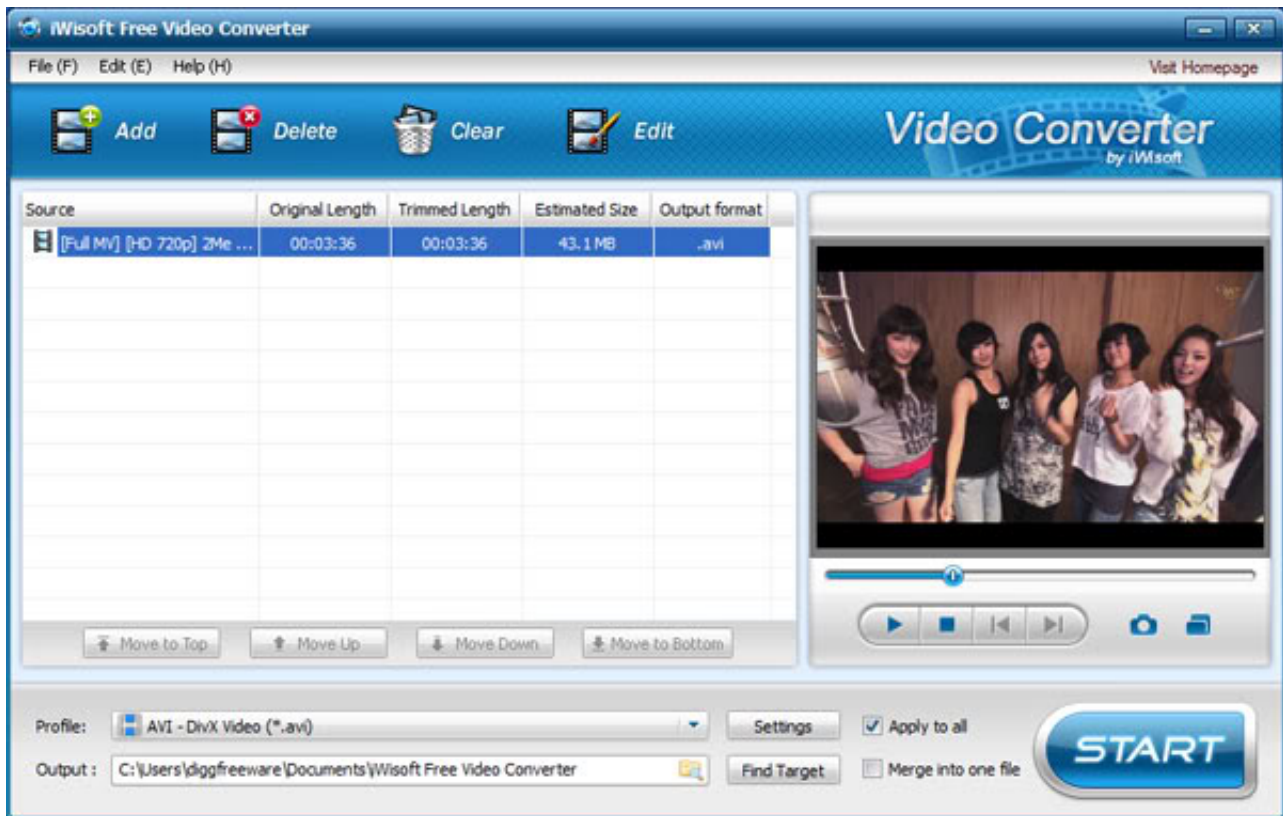 iWisoft Free Video Converter
File (F) Edit (E) Help (H) Visit Homepage
Add Delete Clear Edit Video Converter
by iWisoft
Source Original Length Trimmed Length Estimated Size Output format
[Full MV] [HD 720p] 2Me ... 00:03:36 00:03:36 43.1 MB .avi
Move to Top Move Up Move Down Move to Bottom
Profile: AVI - DivX Video (*.avi) Settings Apply to all
START
Output : C:\Users\diggfreeware\Documents\iWisoft Free Video Converter Find Target Merge into one file